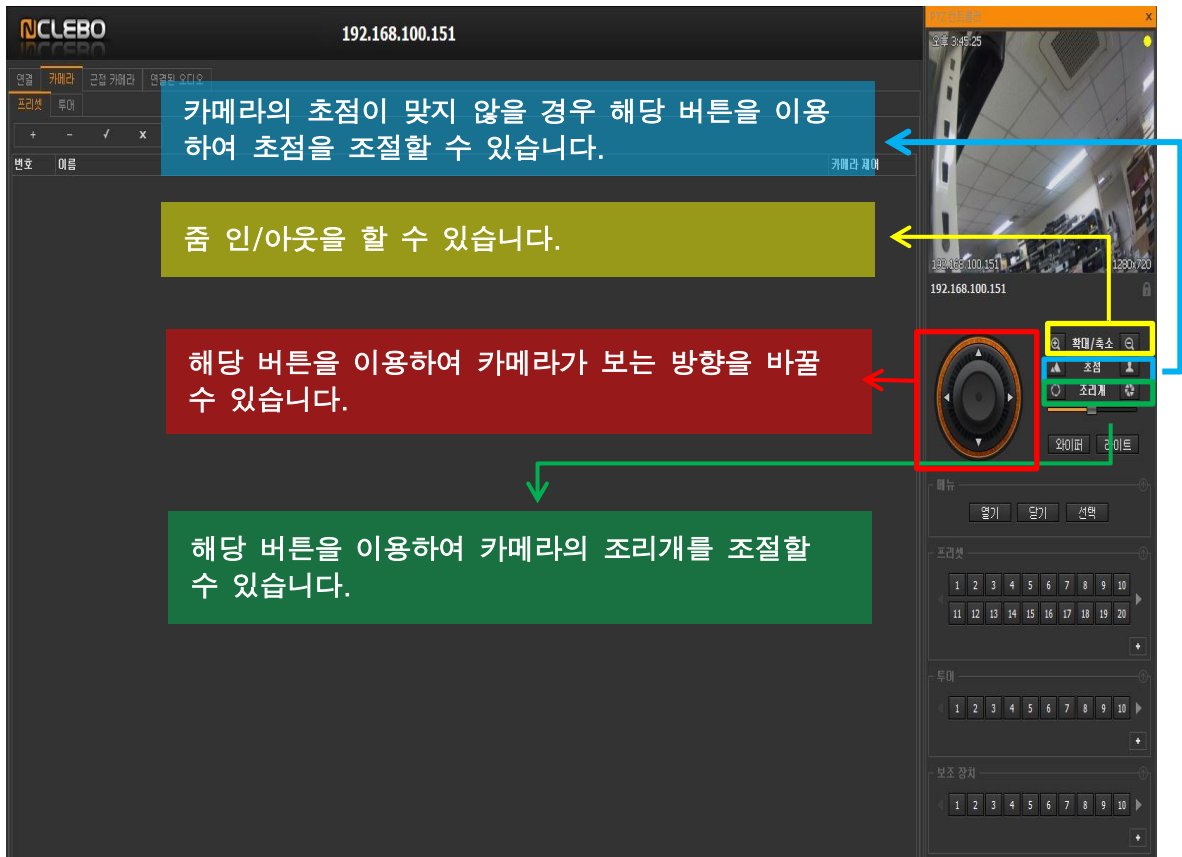 NCLEBO
192.168.100.151
PTZ 컨트롤러
x
오후 3:45:25
192.168.100.151
1280x720
192.168.100.151
연결 카메라 근접 카메라 연결된 오디오
프리셋 투어
+ - √ x
번호 이름 카메라 제어
카메라의 초점이 맞지 않을 경우 해당 버튼을 이용
하여 초점을 조절할 수 있습니다.
줌 인/아웃을 할 수 있습니다.
해당 버튼을 이용하여 카메라가 보는 방향을 바꿀
수 있습니다.
해당 버튼을 이용하여 카메라의 조리개를 조절할
수 있습니다.
확대/축소
초점
조리개
와이퍼 라이트
메뉴
열기 닫기 선택
프리셋
1 2 3 4 5 6 7 8 9 10
11 12 13 14 15 16 17 18 19 20
+
투어
1 2 3 4 5 6 7 8 9 10
+
보조 장치
1 2 3 4 5 6 7 8 9 10
+